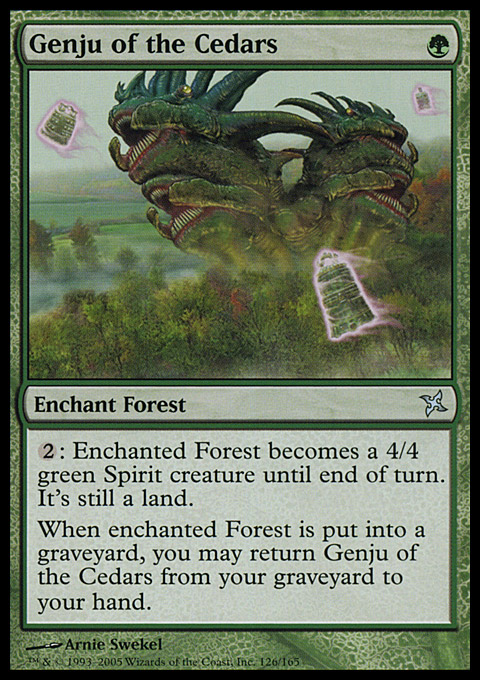 Genju of the Cedars
Enchant Forest
2: Enchanted Forest becomes a 4/4
green Spirit creature until end of turn.
It's still a land.
When enchanted Forest is put into a
graveyard, you may return Genju of
the Cedars from your graveyard to
your hand.
Arnie Swekel
™ & © 1993-2005 Wizards of the Coast, Inc. 126/165